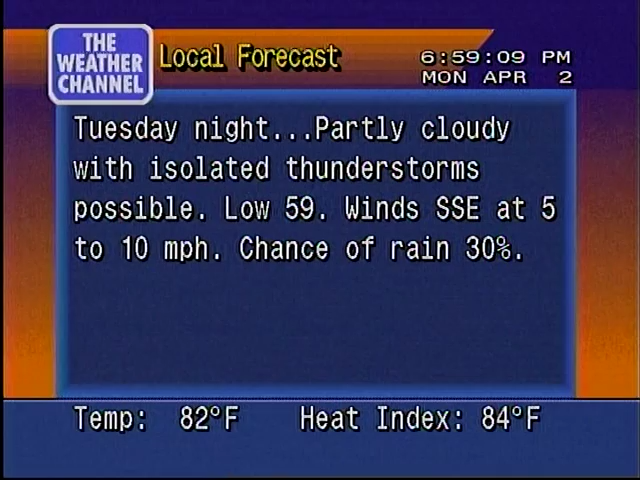 THE
WEATHER
CHANNEL
Local Forecast
6:59:09 PM
MON APR 2
Tuesday night...Partly cloudy
with isolated thunderstorms
possible. Low 59. Winds SSE at 5
to 10 mph. Chance of rain 30%.
Temp: 82°F Heat Index: 84°F